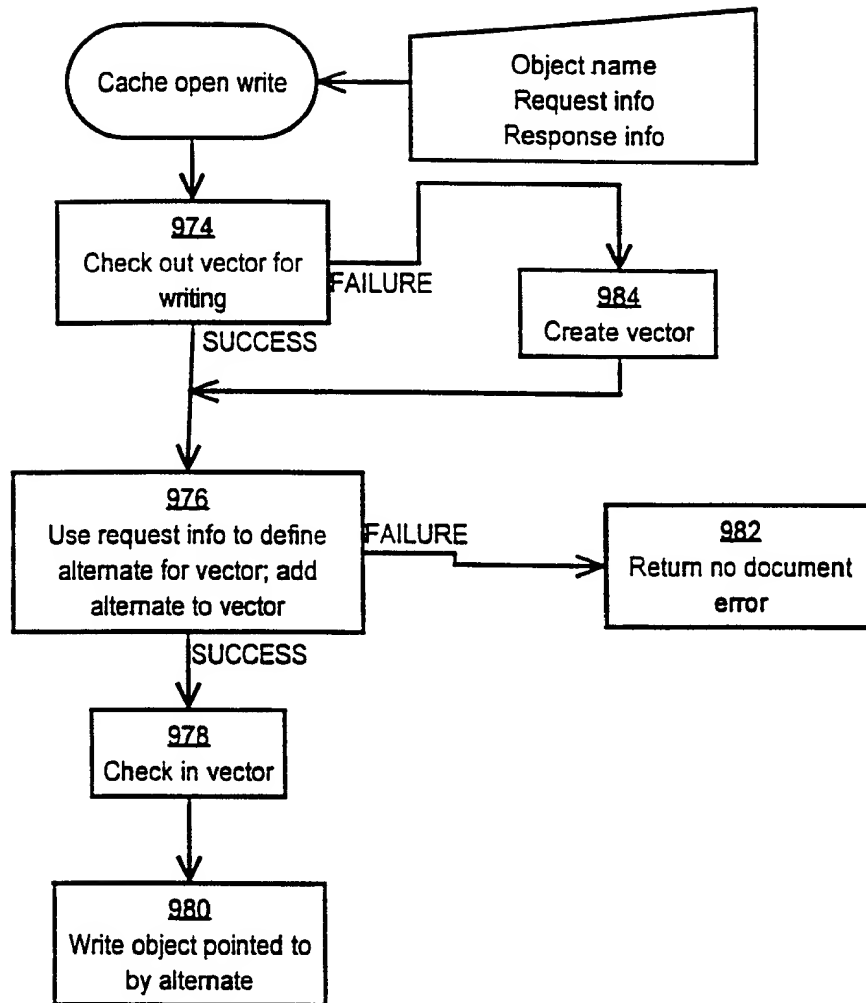 Cache open write
Object name
Request info
Response info
974
Check out vector for
writing
FAILURE
SUCCESS
984
Create vector
976
Use request info to define
alternate for vector; add
alternate to vector
FAILURE
SUCCESS
982
Return no document
error
978
Check in vector
980
Write object pointed to
by alternate